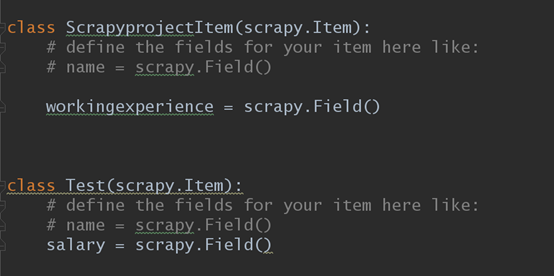 class ScrapyprojectItem(scrapy.Item):
    # define the fields for your item here like:
    # name = scrapy.Field()
    workingexperience = scrapy.Field()
class Test(scrapy.Item):
    # define the fields for your item here like:
    # name = scrapy.Field()
    salary = scrapy.Field()